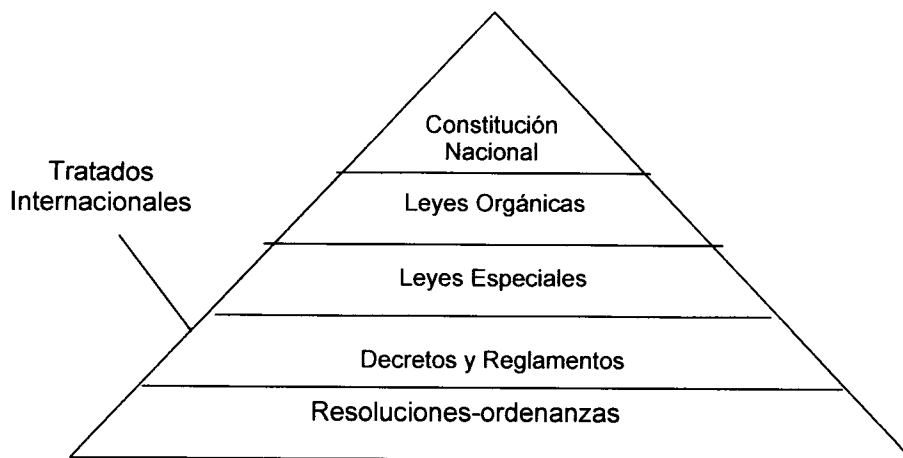 Constitución
Nacional
Tratados
Internacionales
Leyes Orgánicas
Leyes Especiales
Decretos y Reglamentos
Resoluciones-ordenanzas